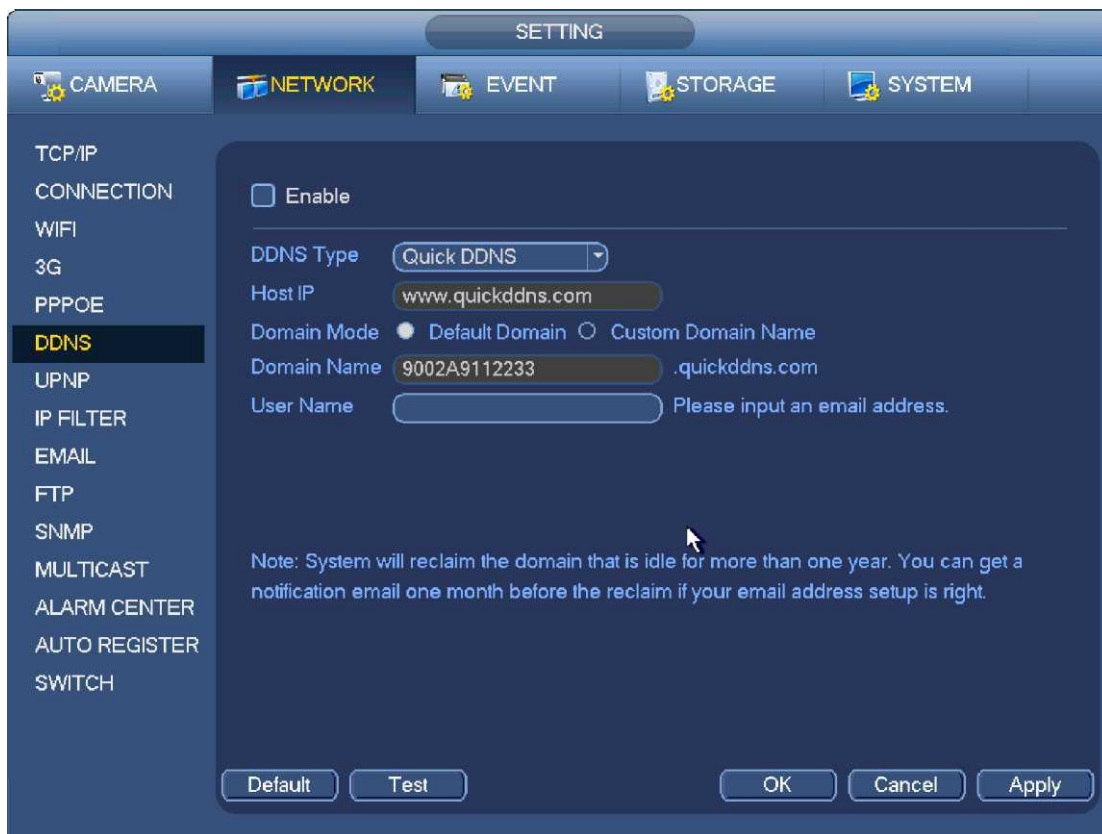 SETTING
CAMERA NETWORK EVENT STORAGE SYSTEM
TCP/IP
CONNECTION
WIFI
3G
PPPOE
DDNS
UPNP
IP FILTER
EMAIL
FTP
SNMP
MULTICAST
ALARM CENTER
AUTO REGISTER
SWITCH
Enable
DDNS Type Quick DDNS
Host IP www.quickddns.com
Domain Mode Default Domain Custom Domain Name
Domain Name 9002A9112233 .quickddns.com
User Name Please input an email address.
Note: System will reclaim the domain that is idle for more than one year. You can get a
notification email one month before the reclaim if your email address setup is right.
Default Test OK Cancel Apply